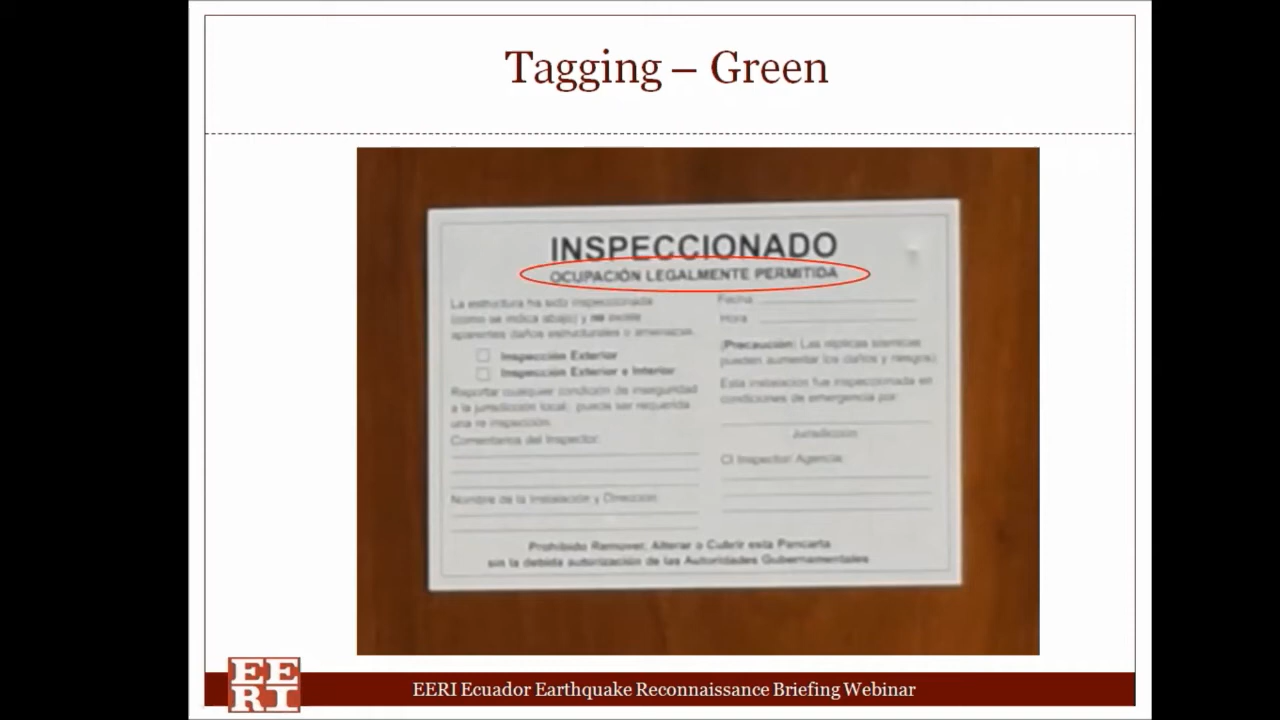 Tagging – Green
INSPECCIONADO
OCUPACIÓN LEGALMENTE PERMITIDA
La estructura ha sido inspeccionada
(como se indica abajo) y no existe
aparentes daños estructurales o amenazas.
Inspección Exterior
Inspección Exterior e Interior
Reportar cualquier condición de inseguridad
a la jurisdicción local; puede ser requerida
una re inspección.
Comentarios del Inspector:
Nombre de la Instalación y Dirección:
Fecha
Hora
(Precaución: Las réplicas sísmicas
pueden aumentar los daños y riesgos)
Esta instalación fue inspeccionada en
condiciones de emergencia por:
Jurisdicción
CI Inspector/ Agencia:
Prohibido Remover, Alterar o Cubrir esta Pancarta
sin la debida autorización de las Autoridades Gubernamentales
EERI
EERI Ecuador Earthquake Reconnaissance Briefing Webinar